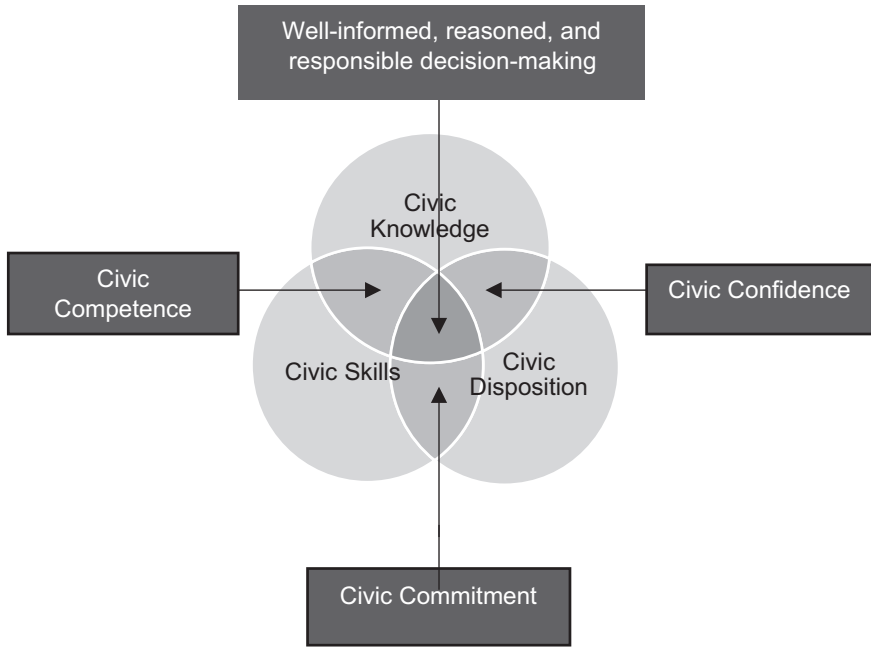 Well-informed, reasoned, and
responsible decision-making
Civic
Knowledge
Civic
Competence
Civic Confidence
Civic Skills
Civic
Disposition
Civic Commitment